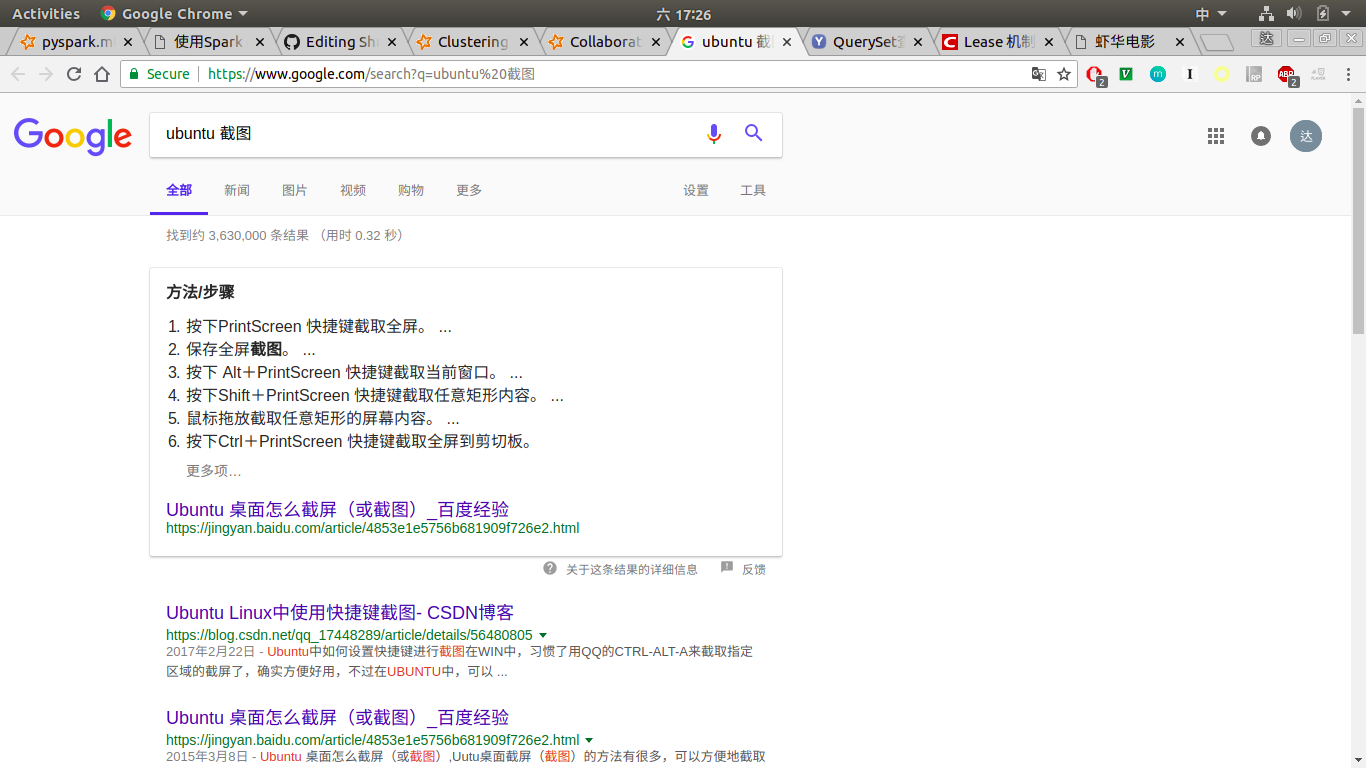 Activities Google Chrome 六 17:26 中
pyspark.m 使用Spark Editing Sh Clustering Collaborat ubuntu 截 QuerySet Lease 机制 虾华电影 达
Secure https://www.google.com/search?q=ubuntu%20截图 2 V m I RP ABP 2
Google ubuntu 截图 达
全部 新闻 图片 视频 购物 更多 设置 工具
找到约 3,630,000 条结果 （用时 0.32 秒）
方法/步骤
1. 按下PrintScreen 快捷键截取全屏。 ...
2. 保存全屏截图。 ...
3. 按下 Alt＋PrintScreen 快捷键截取当前窗口。 ...
4. 按下Shift＋PrintScreen 快捷键截取任意矩形内容。 ...
5. 鼠标拖放截取任意矩形的屏幕内容。 ...
6. 按下Ctrl＋PrintScreen 快捷键截取全屏到剪切板。
更多项…
Ubuntu 桌面怎么截屏（或截图）_百度经验
https://jingyan.baidu.com/article/4853e1e5756b681909f726e2.html
关于这条结果的详细信息 反馈
Ubuntu Linux中使用快捷键截图- CSDN博客
https://blog.csdn.net/qq_17448289/article/details/56480805
2017年2月22日 - Ubuntu中如何设置快捷键进行截图在WIN中，习惯了用QQ的CTRL-ALT-A来截取指定
区域的截屏了，确实方便好用，不过在UBUNTU中，可以 ...
Ubuntu 桌面怎么截屏（或截图）_百度经验
https://jingyan.baidu.com/article/4853e1e5756b681909f726e2.html
2015年3月8日 - Ubuntu 桌面怎么截屏（或截图）,Uutu桌面截屏（截图）的方法有很多，可以方便地截取